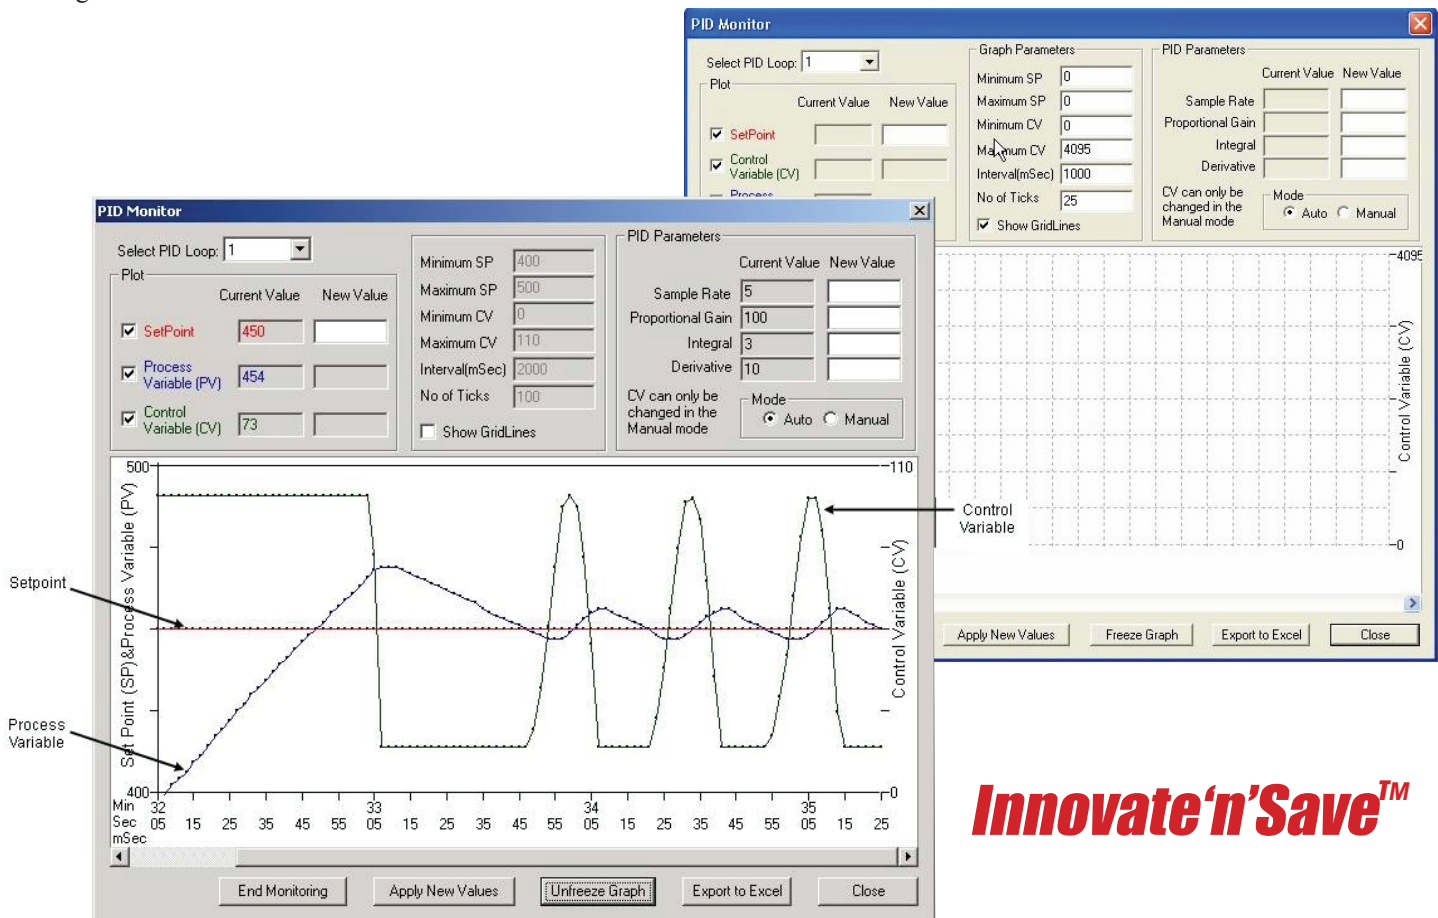 PID Monitor
Select PID Loop: 1
Plot
Current Value New Value
SetPoint
Control
Variable (CV)
Graph Parameters
Minimum SP 0
Maximum SP 0
Minimum CV 0
Maximum CV 4095
Interval(mSec) 1000
No of Ticks 25
Show GridLines
PID Parameters
Current Value New Value
Sample Rate
Proportional Gain
Integral
Derivative
CV can only be
changed in the
Manual mode
Mode
Auto Manual
4095
Control Variable (CV)
0
Apply New Values Freeze Graph Export to Excel Close
PID Monitor
Select PID Loop: 1
Plot
Current Value New Value
SetPoint 450
Process
Variable (PV) 454
Control
Variable (CV) 73
Minimum SP 400
Maximum SP 500
Minimum CV 0
Maximum CV 110
Interval(mSec) 2000
No of Ticks 100
Show GridLines
PID Parameters
Current Value New Value
Sample Rate 5
Proportional Gain 100
Integral 3
Derivative 10
CV can only be
changed in the
Manual mode
Mode
Auto Manual
500
110
Set Point (SP)&Process Variable (PV)
Control Variable (CV)
400
0
Min 32 33 34 35
Sec 05 15 25 35 45 55 05 15 25 35 45 55 05 15 25 35 45 55 05 15 25
mSec
End Monitoring Apply New Values Unfreeze Graph Export to Excel Close
Control
Variable
Setpoint
Process
Variable
Innovate‘n’Save™